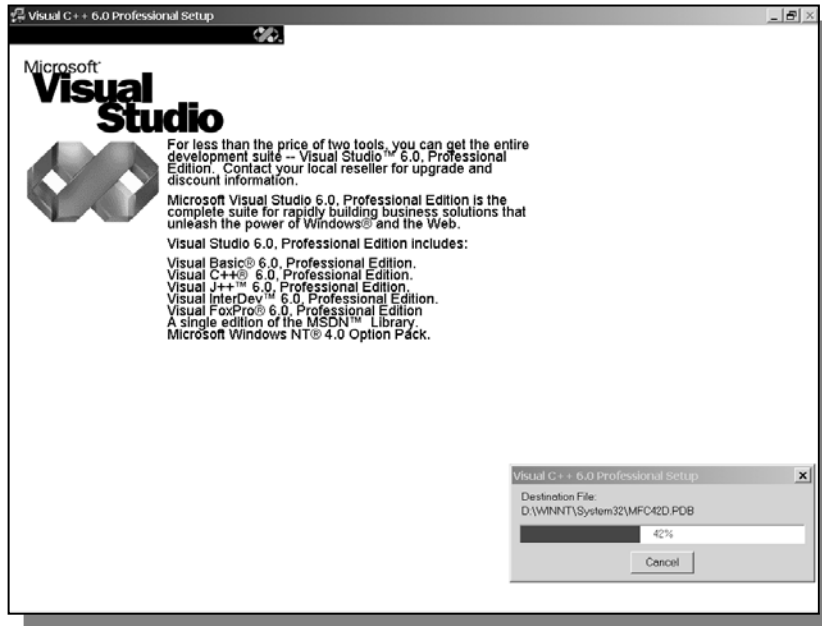 Visual C++ 6.0 Professional Setup
Microsoft
Visual
Studio
For less than the price of two tools, you can get the entire
development suite -- Visual Studio™ 6.0, Professional
Edition. Contact your local reseller for upgrade and
discount information.
Microsoft Visual Studio 6.0, Professional Edition is the
complete suite for rapidly building business solutions that
unleash the power of Windows® and the Web.
Visual Studio 6.0, Professional Edition includes:
Visual Basic® 6.0, Professional Edition.
Visual C++® 6.0, Professional Edition.
Visual J++™ 6.0, Professional Edition.
Visual InterDev™ 6.0, Professional Edition.
Visual FoxPro® 6.0, Professional Edition
A single edition of the MSDN™ Library.
Microsoft Windows NT® 4.0 Option Pack.
Visual C++ 6.0 Professional Setup
Destination File:
D:\WINNT\System32\MFC42D.PDB
42%
Cancel